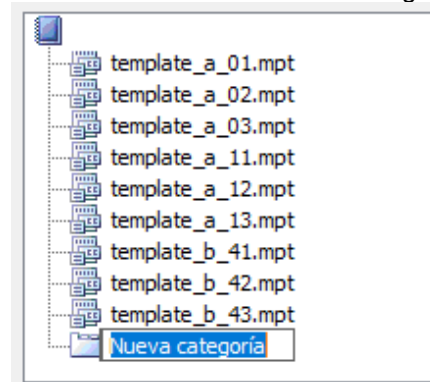 template_a_01.mpt
template_a_02.mpt
template_a_03.mpt
template_a_11.mpt
template_a_12.mpt
template_a_13.mpt
template_b_41.mpt
template_b_42.mpt
template_b_43.mpt
Nueva categoría